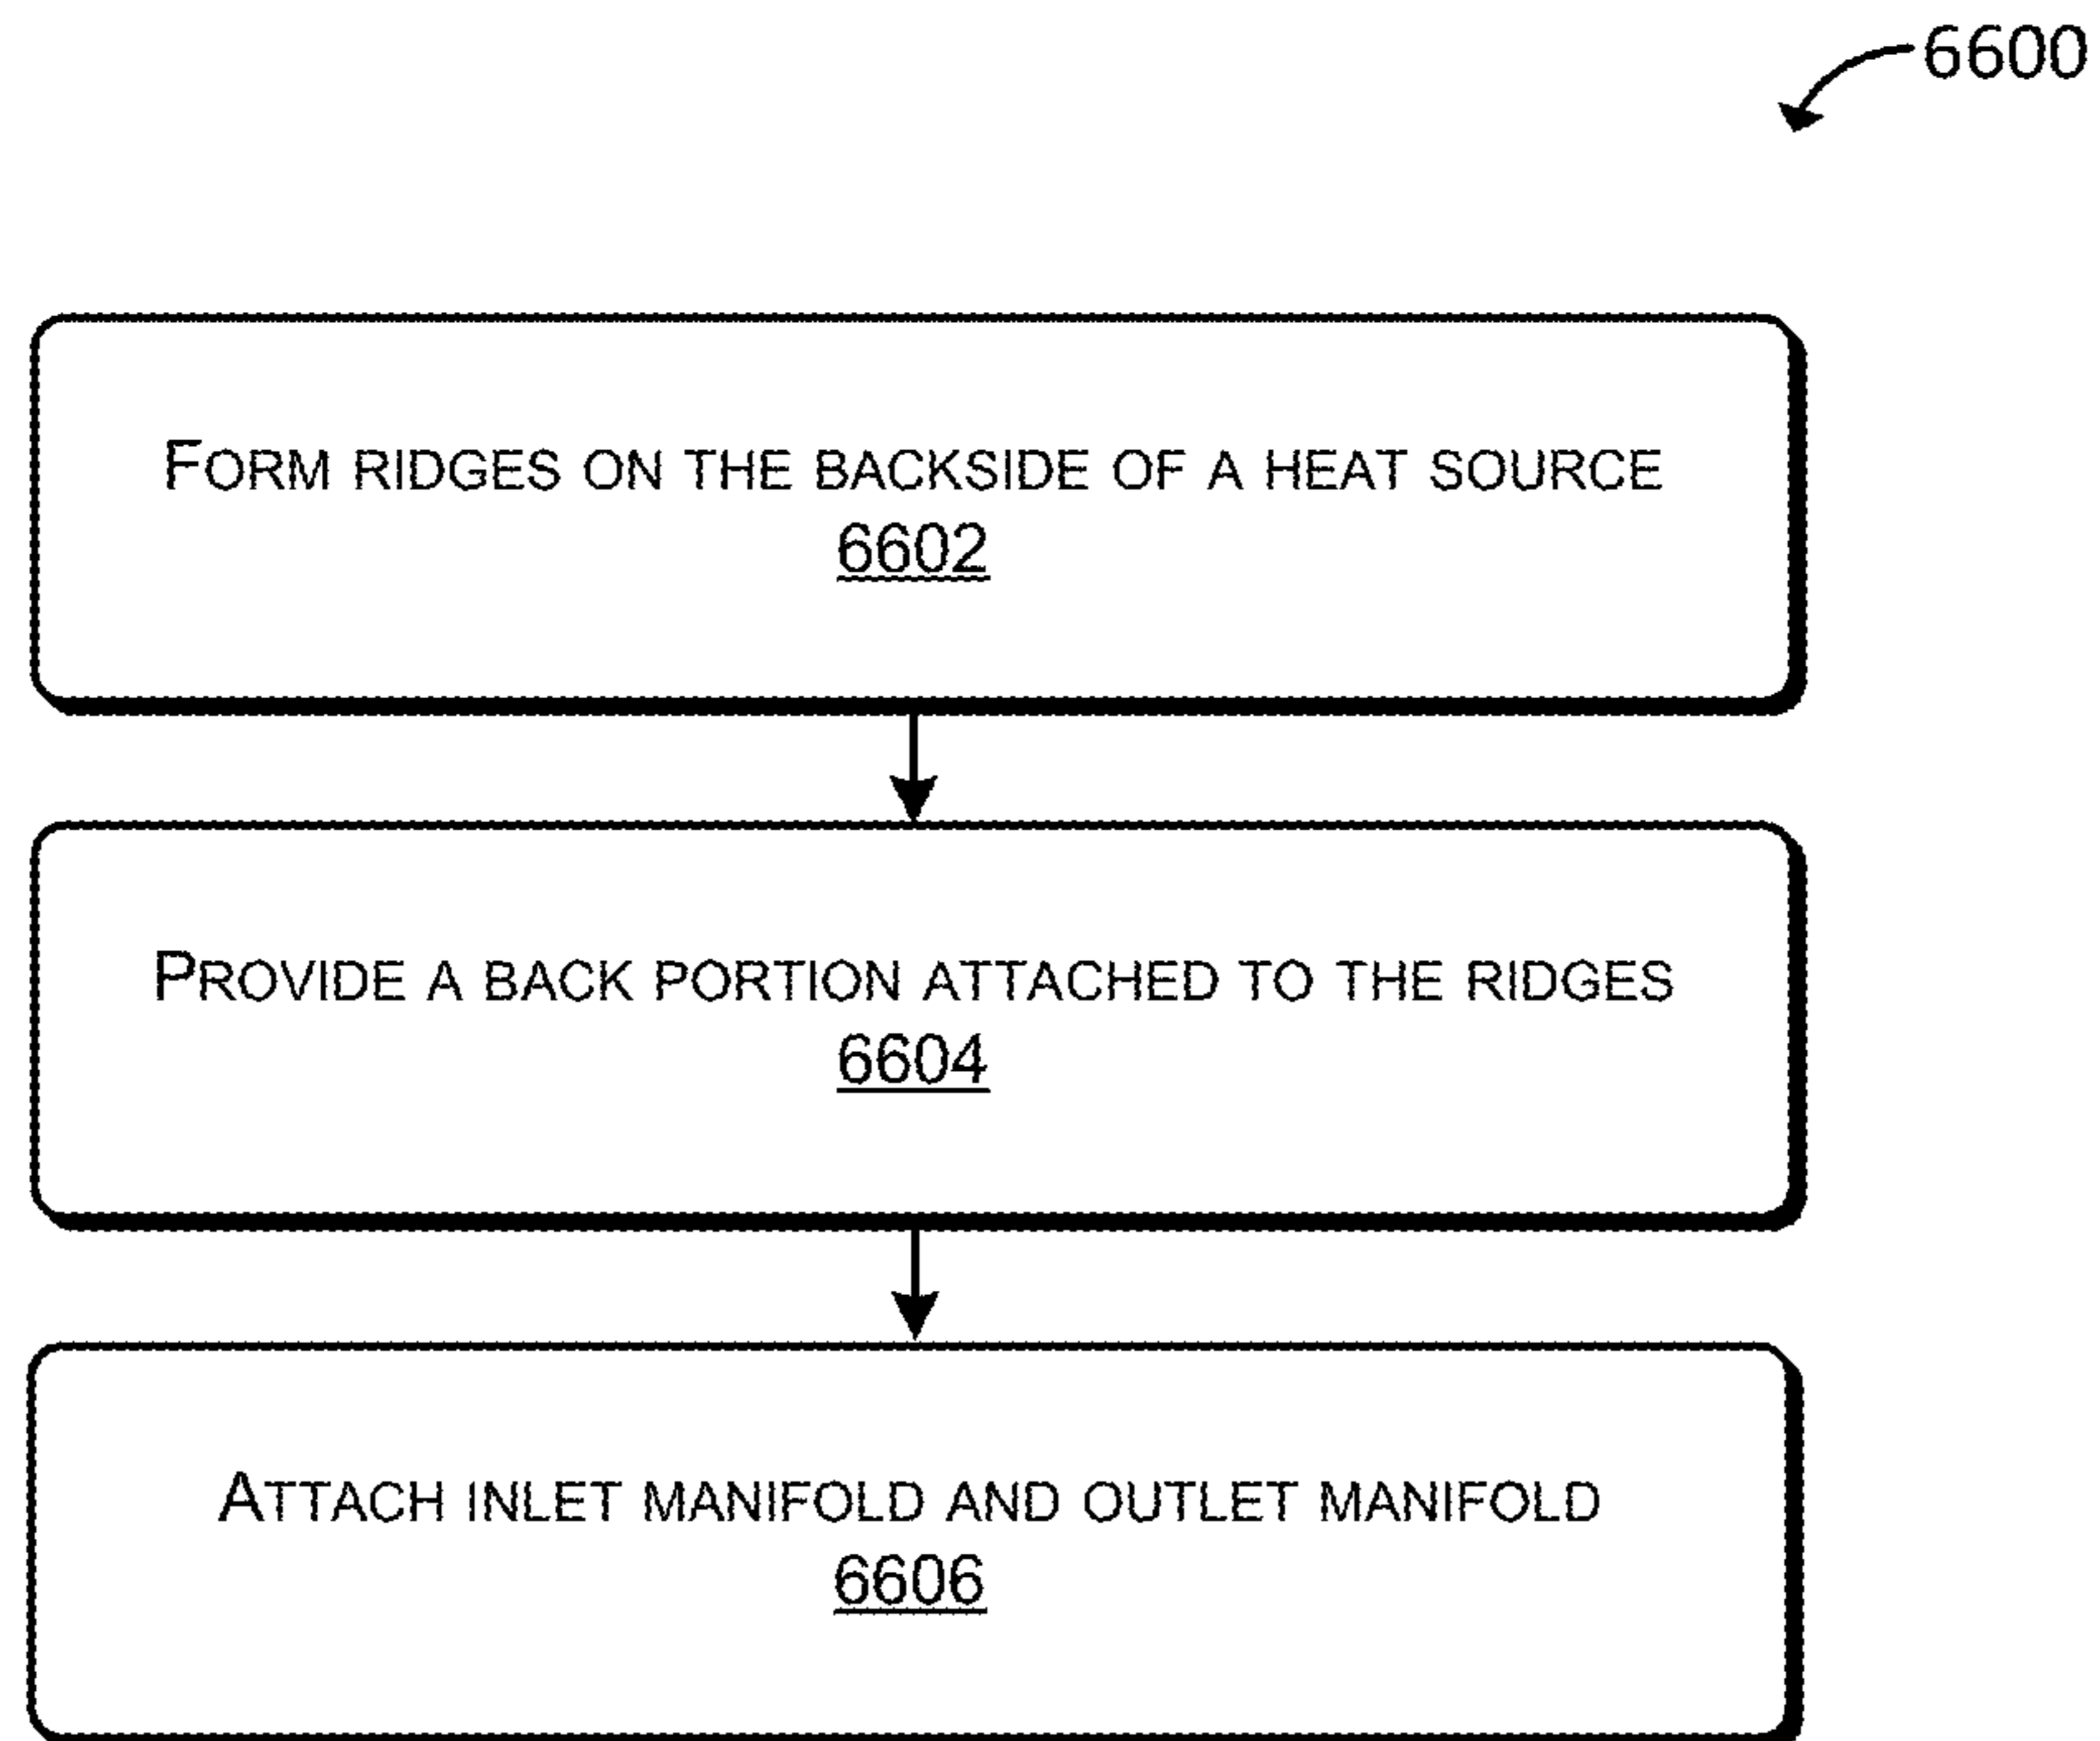 6600
FORM RIDGES ON THE BACKSIDE OF A HEAT SOURCE
6602
PROVIDE A BACK PORTION ATTACHED TO THE RIDGES
6604
ATTACH INLET MANIFOLD AND OUTLET MANIFOLD
6606